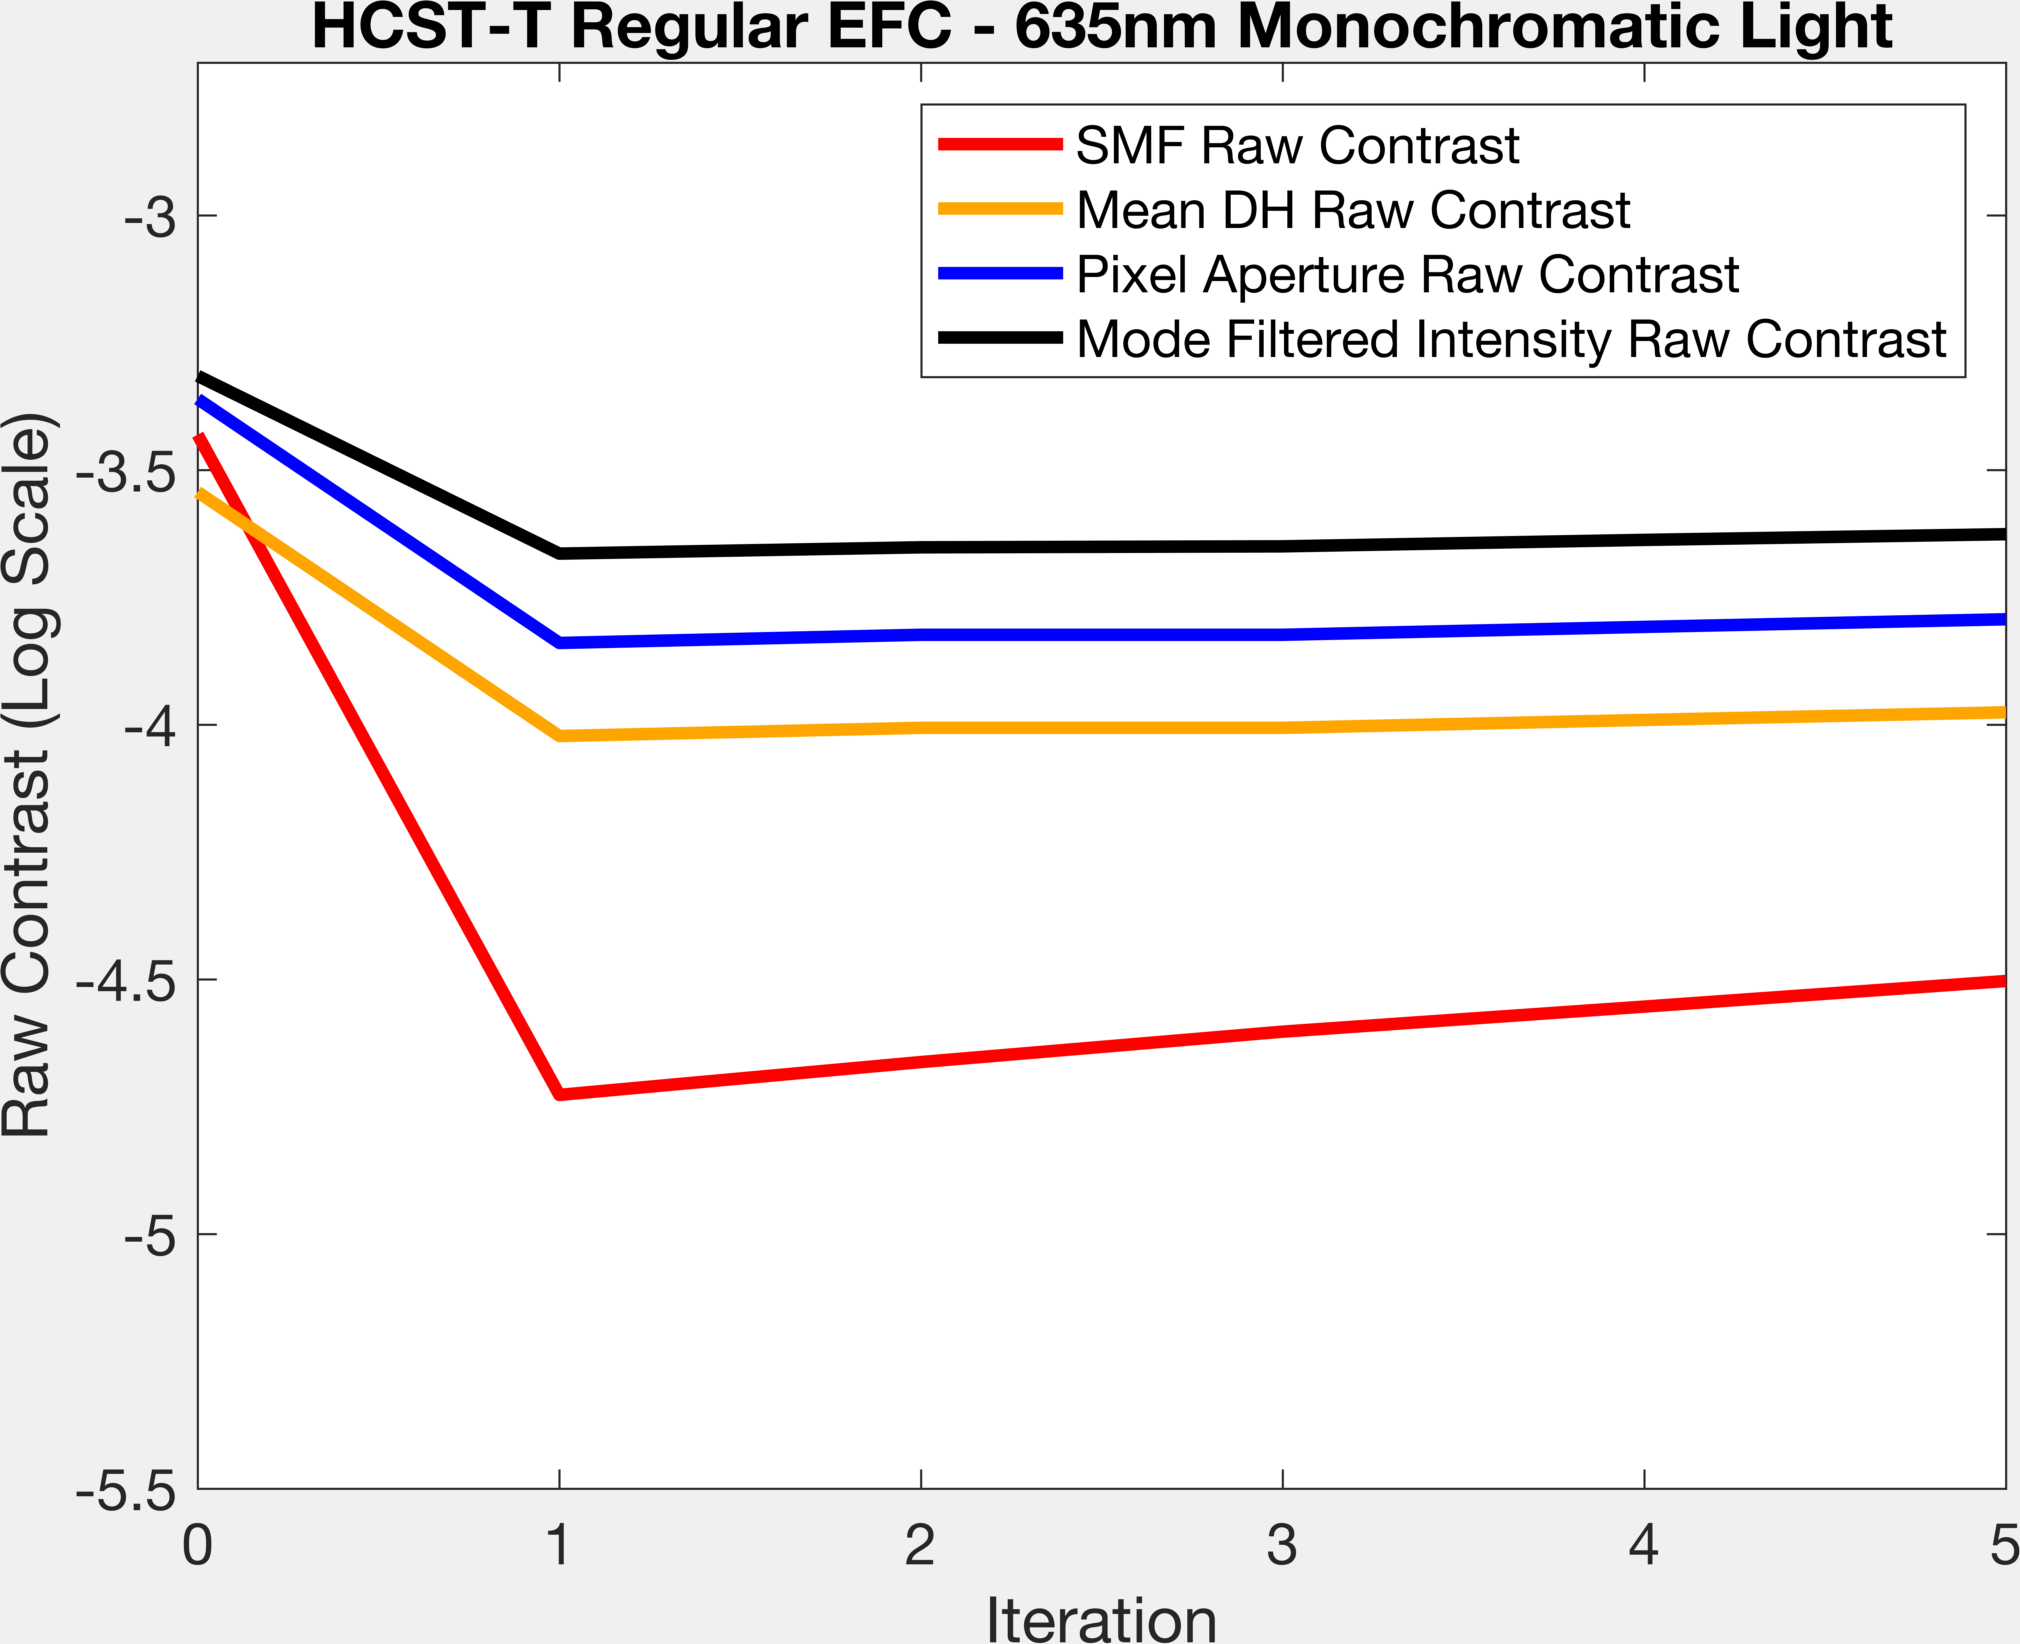 HCST-T Regular EFC - 635nm Monochromatic Light
SMF Raw Contrast
Mean DH Raw Contrast
Pixel Aperture Raw Contrast
Mode Filtered Intensity Raw Contrast
Raw Contrast (Log Scale)
-3
-3.5
-4
-4.5
-5
-5.5
0 1 2 3 4 5
Iteration